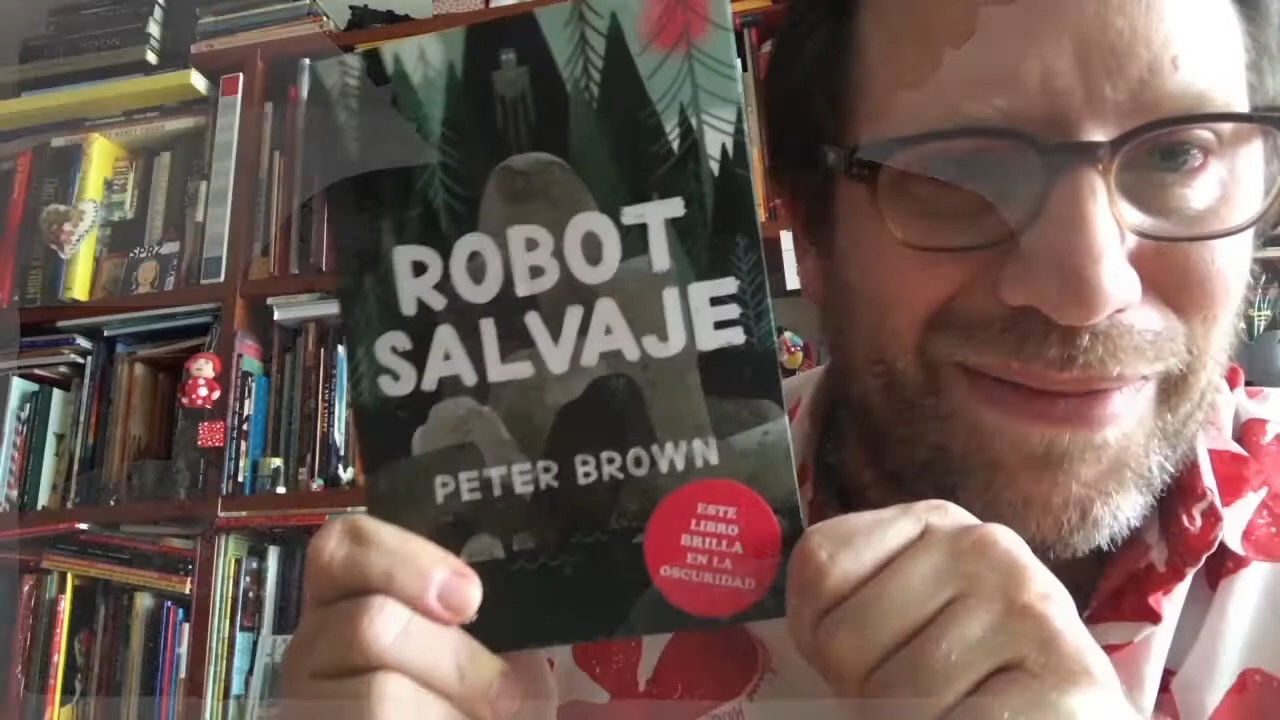 ROBOT
SALVAJE
PETER BROWN
ESTE
LIBRO
BRILLA
EN LA
OSCURIDAD